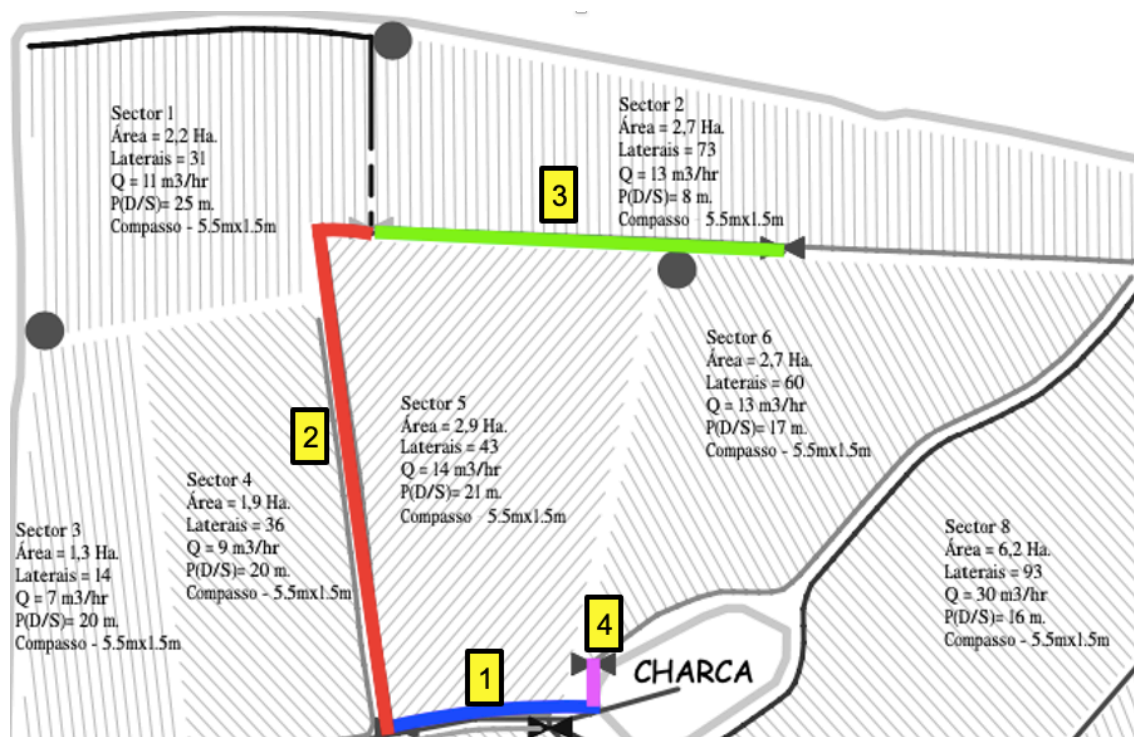 Sector 1
Área = 2,2 Ha.
Laterais = 31
Q = 11 m3/hr
P(D/S)= 25 m.
Compasso - 5.5mx1.5m
Sector 2
Área = 2,7 Ha.
Laterais = 73
Q = 13 m3/hr
P(D/S)= 8 m.
Compasso - 5.5mx1.5m
3
Sector 6
Área = 2,7 Ha.
Laterais = 60
Q = 13 m3/hr
P(D/S)= 17 m.
Compasso - 5.5mx1.5m
2
Sector 5
Área = 2,9 Ha.
Laterais = 43
Q = 14 m3/hr
P(D/S)= 21 m.
Compasso - 5.5mx1.5m
Sector 4
Área = 1,9 Ha.
Laterais = 36
Q = 9 m3/hr
P(D/S)= 20 m.
Compasso - 5.5mx1.5m
Sector 3
Área = 1,3 Ha.
Laterais = 14
Q = 7 m3/hr
P(D/S)= 20 m.
Compasso - 5.5mx1.5m
Sector 8
Área = 6,2 Ha.
Laterais = 93
Q = 30 m3/hr
P(D/S)= 16 m.
Compasso - 5.5mx1.5m
4
1
CHARCA